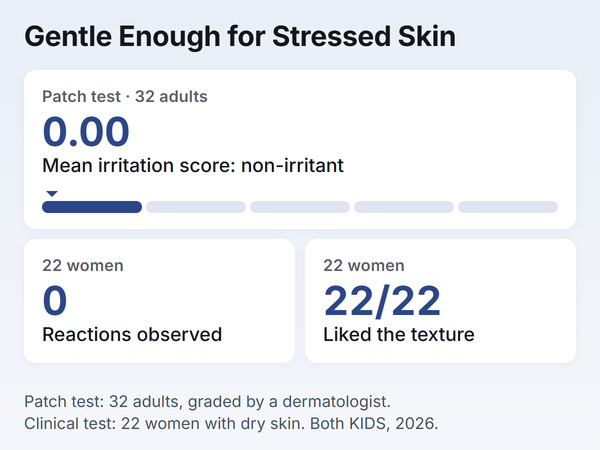 Gentle Enough for Stressed Skin
Patch test · 32 adults
0.00
Mean irritation score: non-irritant
22 women
0
Reactions observed
22 women
22/22
Liked the texture
Patch test: 32 adults, graded by a dermatologist.
Clinical test: 22 women with dry skin. Both KIDS, 2026.